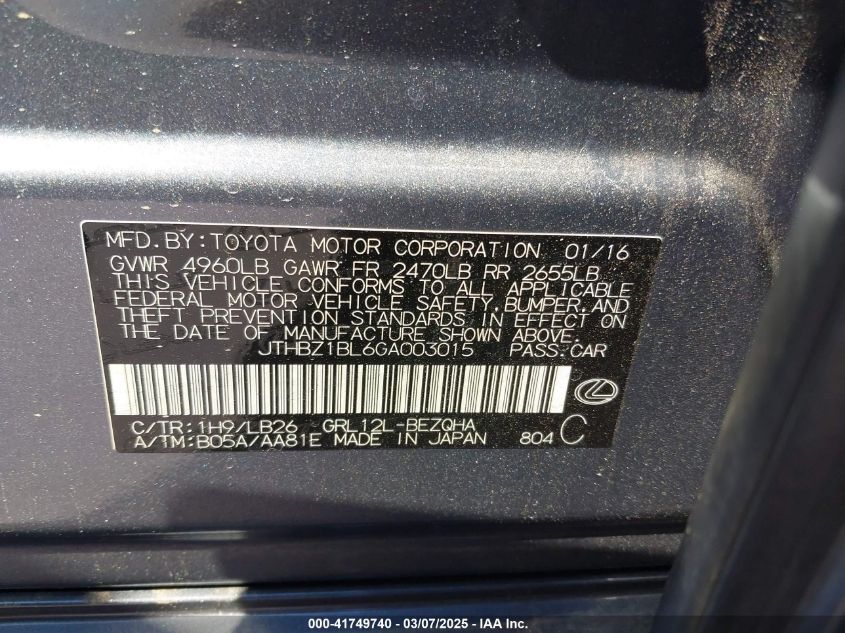 MFD. BY: TOYOTA MOTOR CORPORATION 01/16
GVWR 4960LB GAWR FR 2470LB RR 2655LB
THIS VEHICLE CONFORMS TO ALL APPLICABLE
FEDERAL MOTOR VEHICLE SAFETY, BUMPER, AND
THEFT PREVENTION STANDARDS IN EFFECT ON
THE DATE OF MANUFACTURE SHOWN ABOVE.
JTHBZ1BL6GA003015 PASS. CAR
C/TR: 1H9/LB26 GRL12L-BEZQHA
A/TM: B05A/AA81E MADE IN JAPAN 804 C
000-41749740 - 03/07/2025 - IAA Inc.